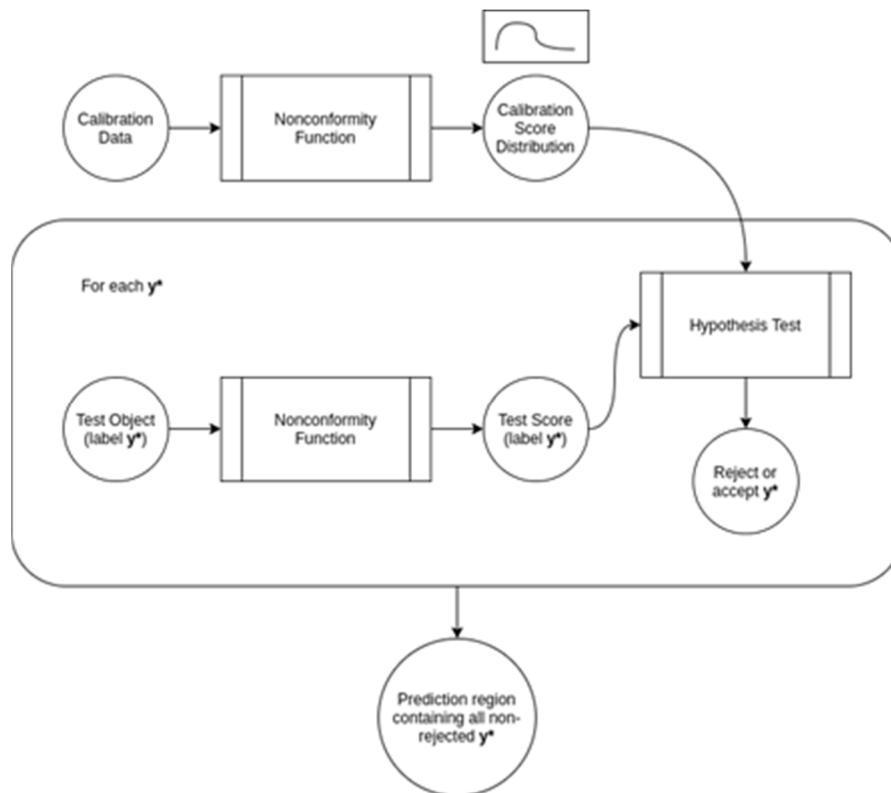 Calibration
Data
Nonconformity
Function
Calibration
Score
Distribution
For each y*
Hypothesis Test
Test Object
(label y*)
Nonconformity
Function
Test Score
(label y*)
Reject or
accept y*
Prediction region
containing all non-
rejected y*